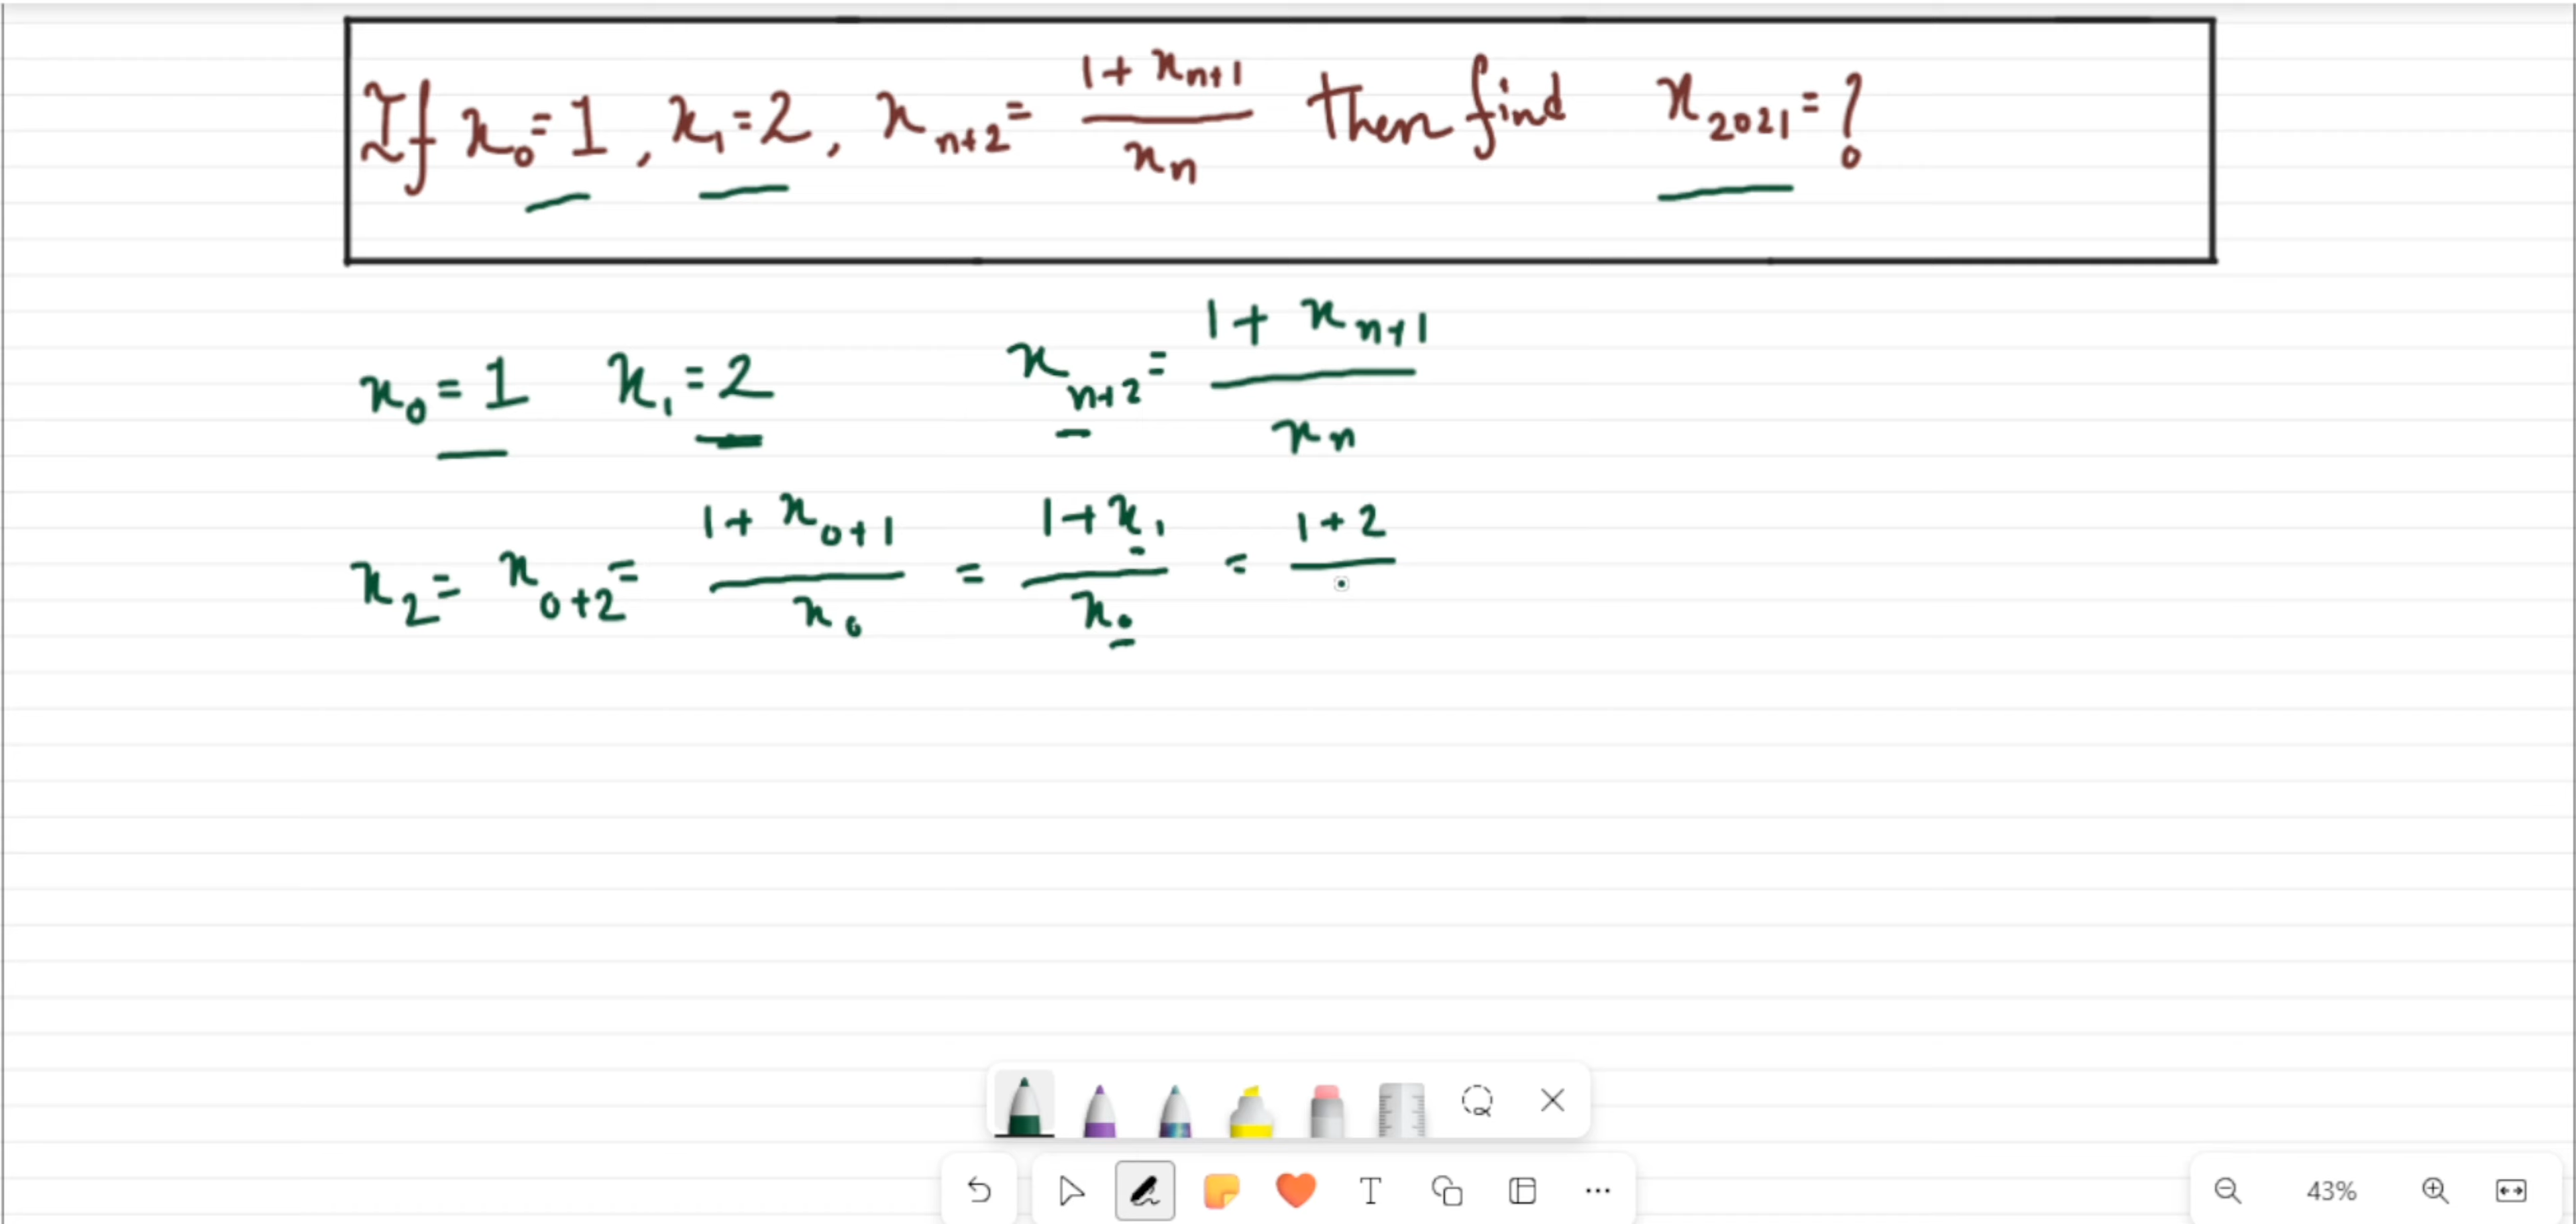 If x₀ = 1, x₁ = 2, xₙ₊₂ = (1 + xₙ₊₁)/xₙ then find x₂₀₂₁ = ?
x₀ = 1 x₁ = 2 xₙ₊₂ = (1 + xₙ₊₁)/xₙ
x₂ = x₀₊₂ = (1 + x₀₊₁)/x₀ = (1 + x₁)/x₀ = (1 + 2)/
T
43%